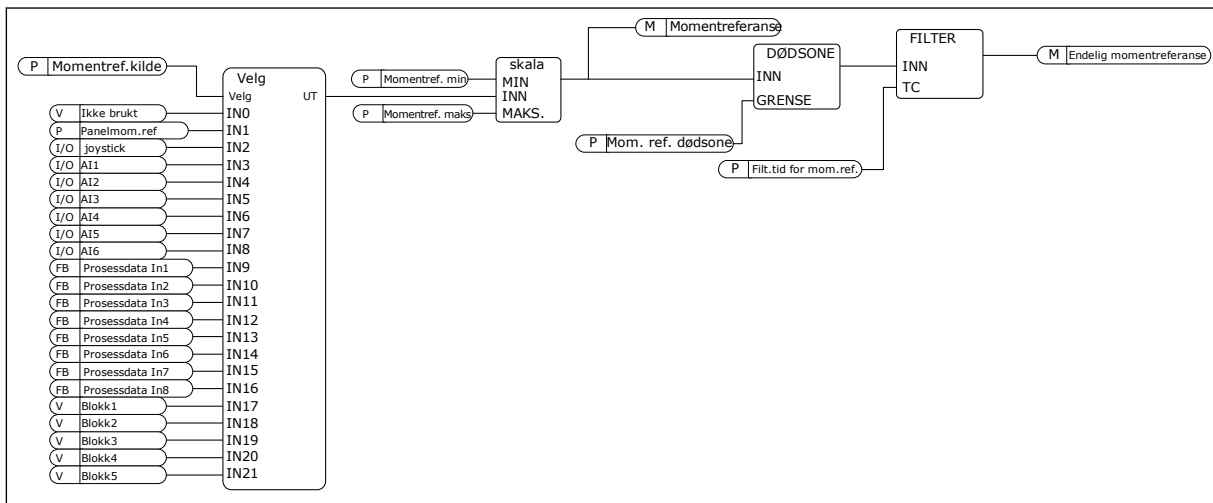 M Momentreferanse
P Momentref.kilde
Velg
Velg UT
V Ikke brukt IN0
P Panelmom.ref IN1
I/O joystick IN2
I/O AI1 IN3
I/O AI2 IN4
I/O AI3 IN5
I/O AI4 IN6
I/O AI5 IN7
I/O AI6 IN8
FB Prosessdata In1 IN9
FB Prosessdata In2 IN10
FB Prosessdata In3 IN11
FB Prosessdata In4 IN12
FB Prosessdata In5 IN13
FB Prosessdata In6 IN14
FB Prosessdata In7 IN15
FB Prosessdata In8 IN16
V Blokk1 IN17
V Blokk2 IN18
V Blokk3 IN19
V Blokk4 IN20
V Blokk5 IN21
P Momentref. min
P Momentref. maks
skala
MIN
INN
MAKS.
DØDSONE
INN
GRENSE
P Mom. ref. dødsone
FILTER
INN
TC
P Filt.tid for mom.ref.
M Endelig momentreferanse